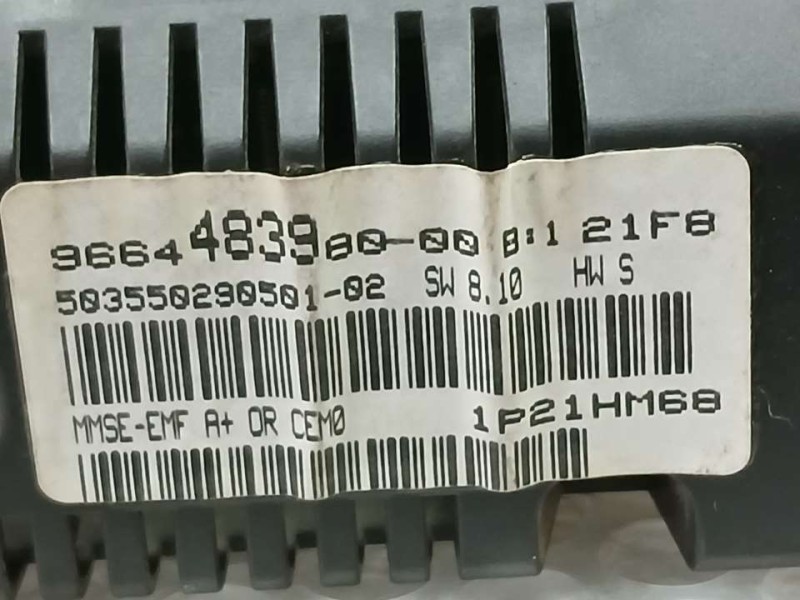 9664483980-00 8:1 21F8
503550290501-02 SW 8.10 HW S
MMSE-EMF A+ OR CEM0 1P21HM68